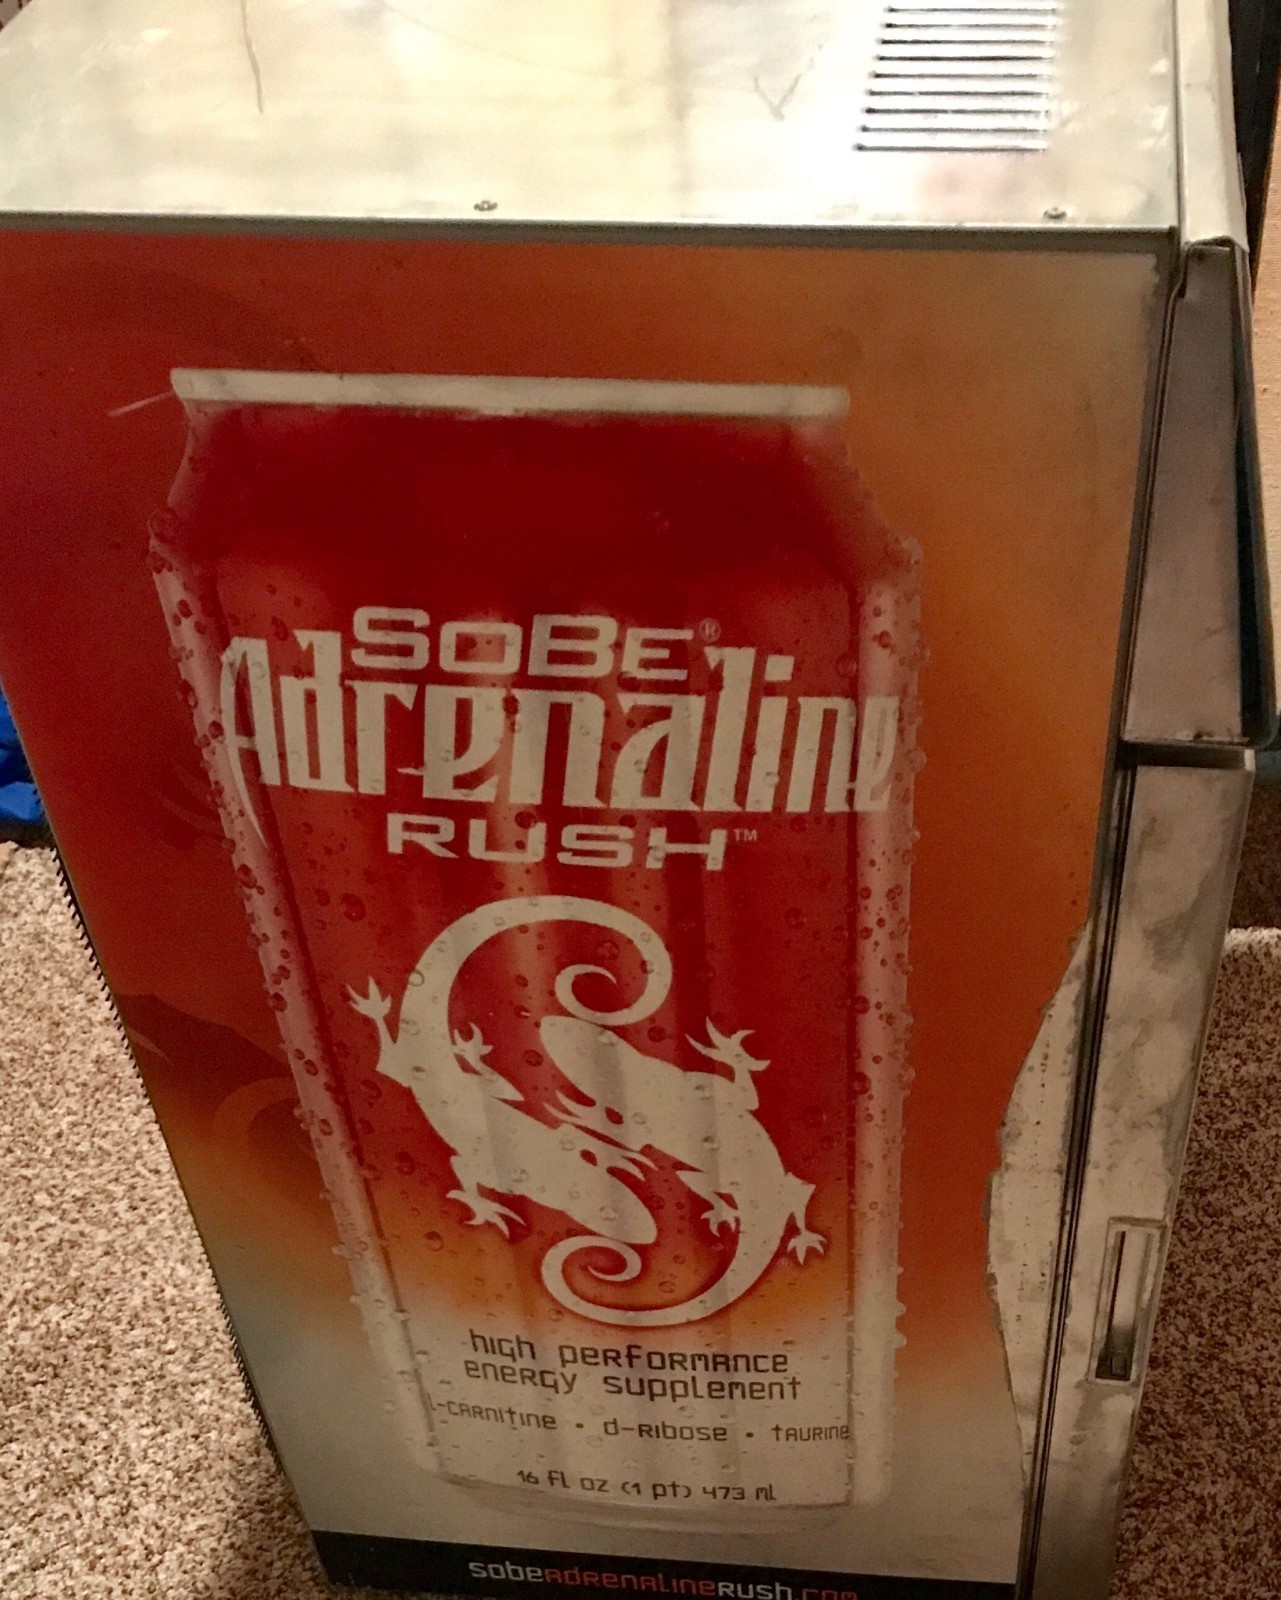 SoBe®
Adrenaline
RUSH™
high performance
energy supplement
l-carnitine • d-ribose • taurine
16 fl oz (1 pt) 473 ml
sobeadrenalinerush.com